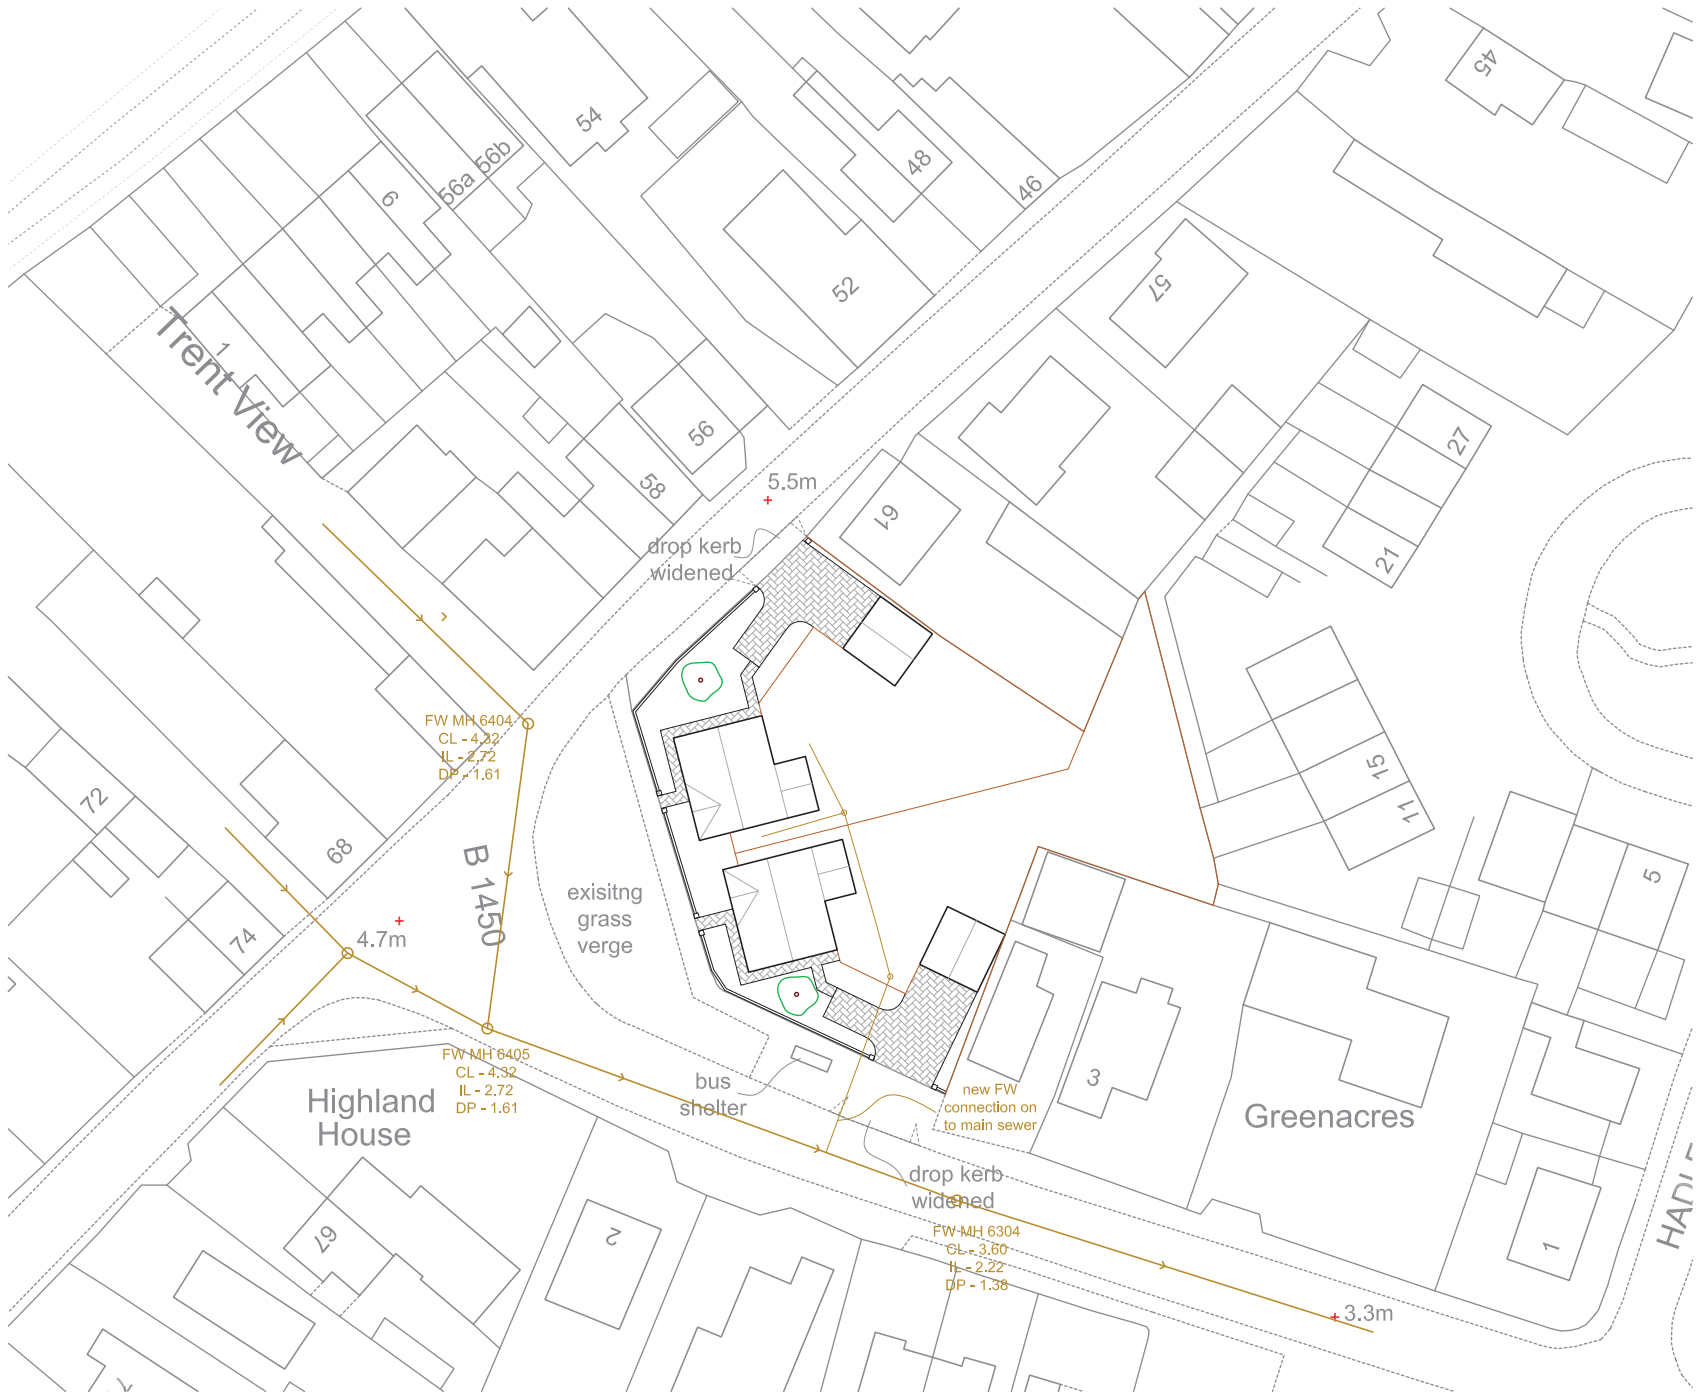 45
54
56a 56b
6
48
46
52
57
1
Trent View
56
58
5.5m
27
21
61
drop kerb
widened
FW MH 6404
CL - 4.32
IL - 2.72
DP - 1.61
72
68
74
B 1450
4.7m
exisitng
grass
verge
15
11
5
FW MH 6405
CL - 4.32
IL - 2.72
DP - 1.61
Highland
House
bus
shelter
new FW
connection on
to main sewer
3
Greenacres
drop kerb
widened
FW MH 6304
CL - 3.60
IL - 2.22
DP - 1.38
67
2
1
3.3m